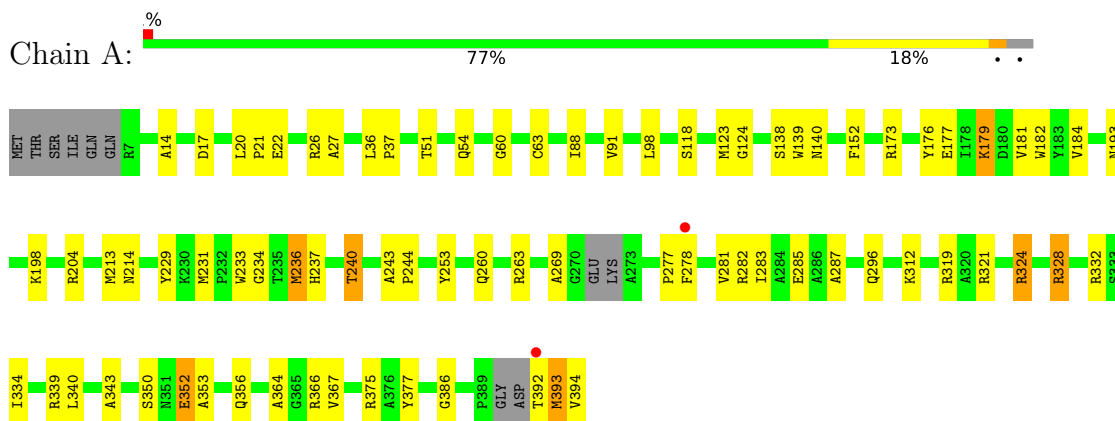 .%
Chain A:
77% 18% . .
MET THR SER ILE GLN GLN R7 A14 D17 L20 P21 E22 R26 A27 L36 P37 T51 Q54 G60 C63 I88 V91 L98 S118 M123 G124 S138 W139 N140 F152 R173 Y176 E177 I178 K179 D180 V181 W182 Y183 V184
K198 R204 M213 N214 Y229 K230 M231 P232 W233 G234 T235 M236 H237 T240 A243 P244 Y253 Q260 R263 A269 G270 GLU LYS A273 P277 F278 V281 R282 I283 A284 E285 A286 A287 Q296 K312 R319 A320 R321 R324 R328 R332 S333
I334 R339 L340 A343 S350 N351 E352 A353 Q356 A364 G365 R366 V367 R375 A376 Y377 G386 P389 GLY ASP T392 M393 V394